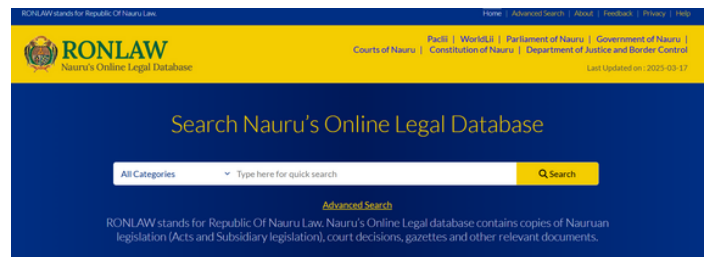 RONLAW stands for Republic Of Nauru Law.
Home | Advanced Search | About | Feedback | Privacy | Help
RONLAW
Nauru's Online Legal Database
Paclii | WorldLii | Parliament of Nauru | Government of Nauru |
Courts of Nauru | Constitution of Nauru | Department of Justice and Border Control
Last Updated on : 2025-03-17
Search Nauru's Online Legal Database
All Categories Type here for quick search Search
Advanced Search
RONLAW stands for Republic Of Nauru Law. Nauru's Online Legal database contains copies of Nauruan
legislation (Acts and Subsidiary legislation), court decisions, gazettes and other relevant documents.